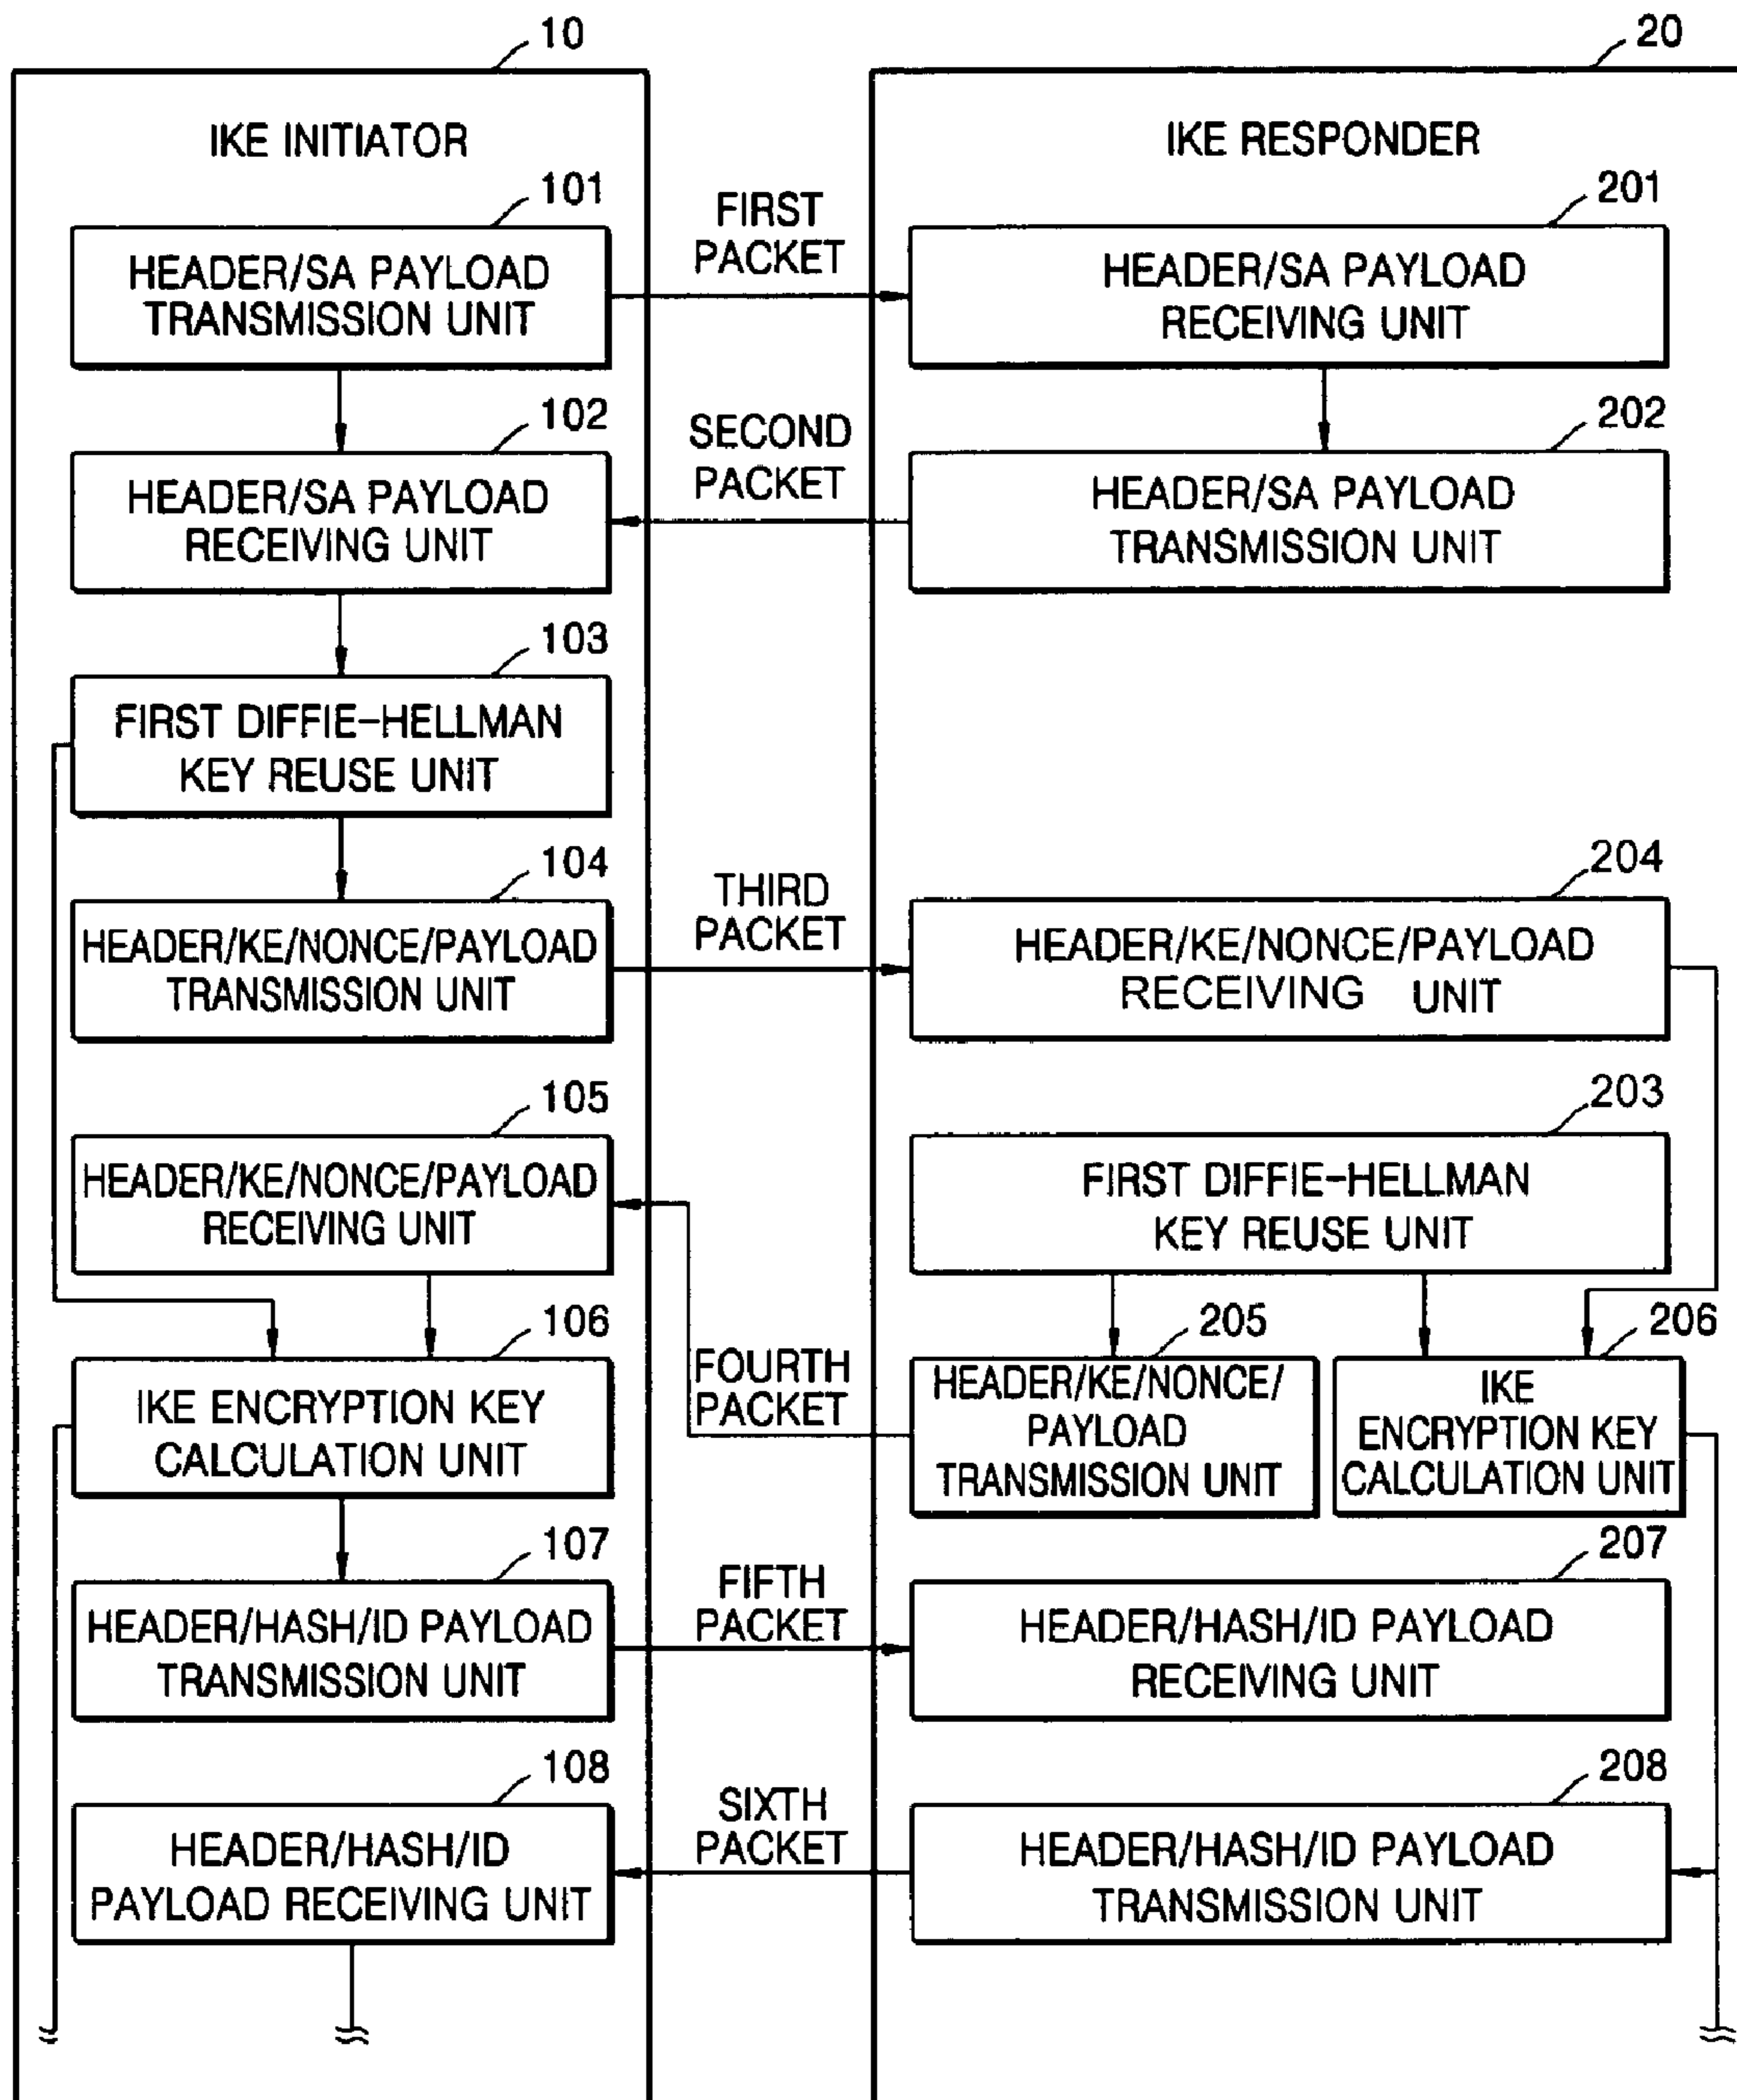 10
20
IKE INITIATOR
IKE RESPONDER
101
FIRST
PACKET
201
HEADER/SA PAYLOAD
TRANSMISSION UNIT
HEADER/SA PAYLOAD
RECEIVING UNIT
102
SECOND
PACKET
202
HEADER/SA PAYLOAD
RECEIVING UNIT
HEADER/SA PAYLOAD
TRANSMISSION UNIT
103
FIRST DIFFIE-HELLMAN
KEY REUSE UNIT
104
THIRD
PACKET
204
HEADER/KE/NONCE/PAYLOAD
TRANSMISSION UNIT
HEADER/KE/NONCE/PAYLOAD
RECEIVING UNIT
105
203
HEADER/KE/NONCE/PAYLOAD
RECEIVING UNIT
FIRST DIFFIE-HELLMAN
KEY REUSE UNIT
106
FOURTH
PACKET
205
206
IKE ENCRYPTION KEY
CALCULATION UNIT
HEADER/KE/NONCE/
PAYLOAD
TRANSMISSION UNIT
IKE
ENCRYPTION KEY
CALCULATION UNIT
107
FIFTH
PACKET
207
HEADER/HASH/ID PAYLOAD
TRANSMISSION UNIT
HEADER/HASH/ID PAYLOAD
RECEIVING UNIT
108
SIXTH
PACKET
208
HEADER/HASH/ID
PAYLOAD RECEIVING UNIT
HEADER/HASH/ID PAYLOAD
TRANSMISSION UNIT